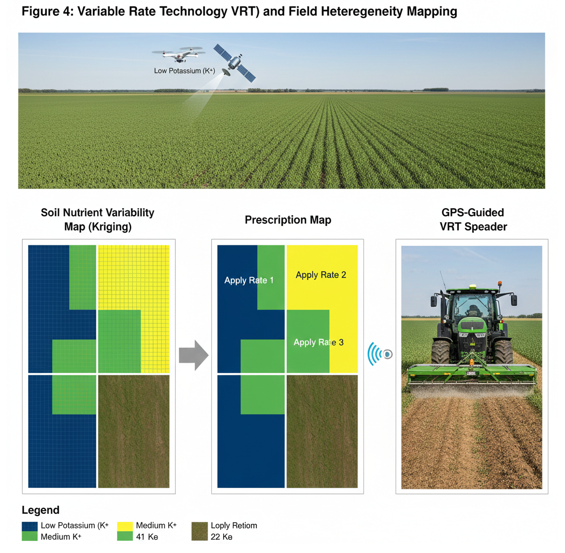 Figure 4: Variable Rate Technology VRT) and Field Heteregeneity Mapping
Low Potassium (K⁺)
Soil Nutrient Variability
Map (Kriging)
Prescription Map
GPS-Guided
VRT Speader
Apply Rate 1
Apply Rate 2
Apply Rate 3
Legend
Low Potassium (K⁺
Medium K⁺
Medium K⁺
41 Ke
Loply Retiom
22 Ke